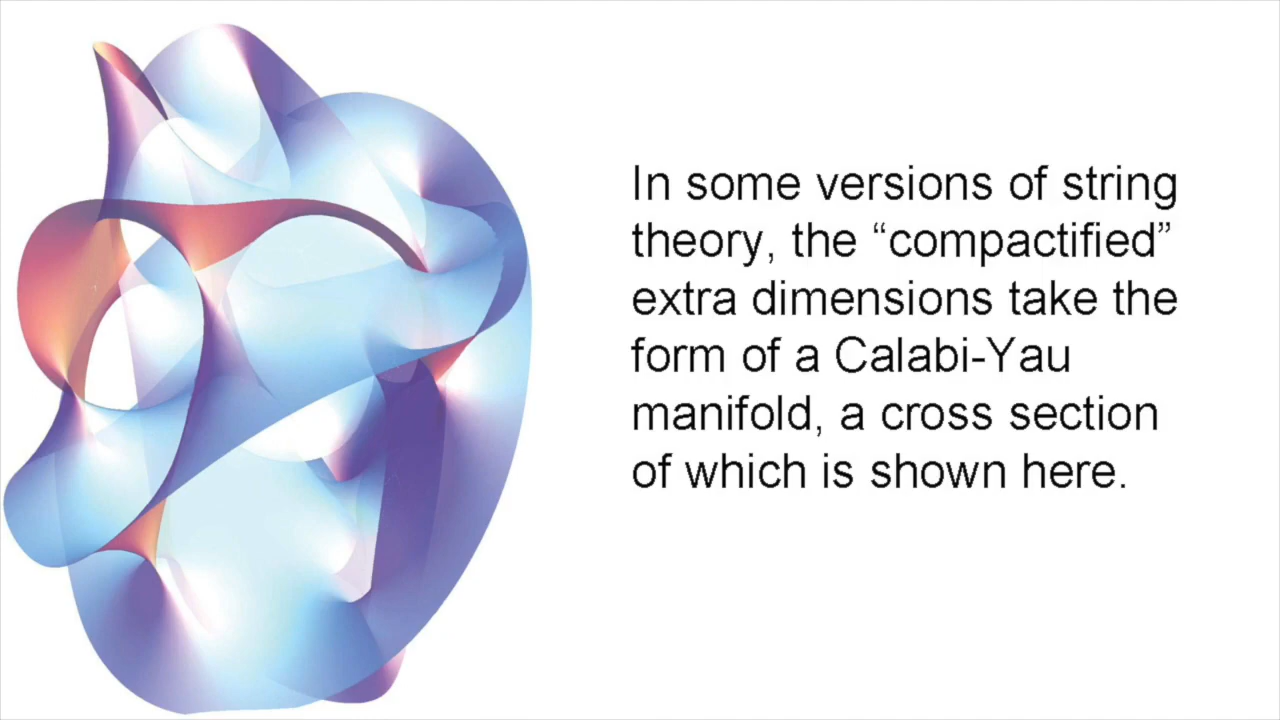 In some versions of string
theory, the “compactified”
extra dimensions take the
form of a Calabi-Yau
manifold, a cross section
of which is shown here.